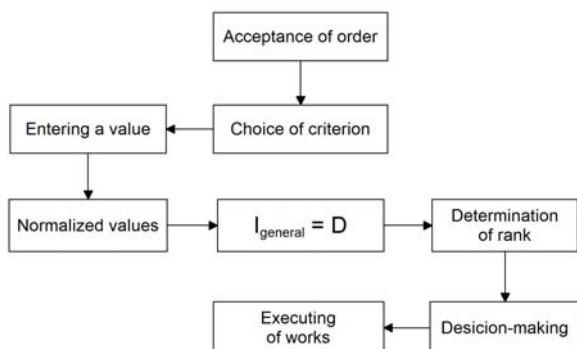 Acceptance of order
Choice of criterion
Entering a value
Normalized values
I general = D
Determination
of rank
Desicion-making
Executing
of works